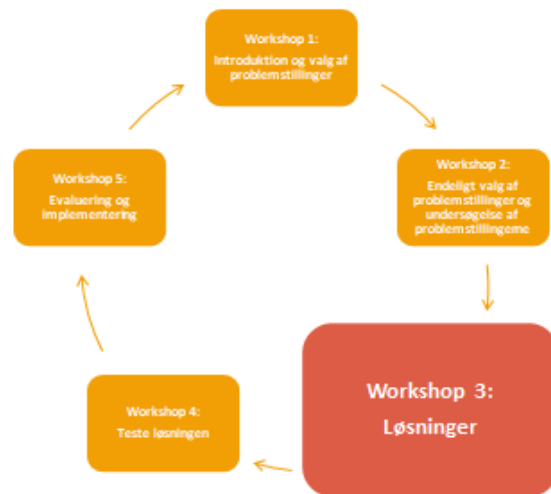 Workshop 1:
Introduktion og valg af
problemstillinger
Workshop 2:
Endeligt valg af
problemstillinger og
undersøgelse af
problemstillingerne
Workshop 3:
Løsninger
Workshop 4:
Teste løsningen
Workshop 5:
Evaluering og
implementering